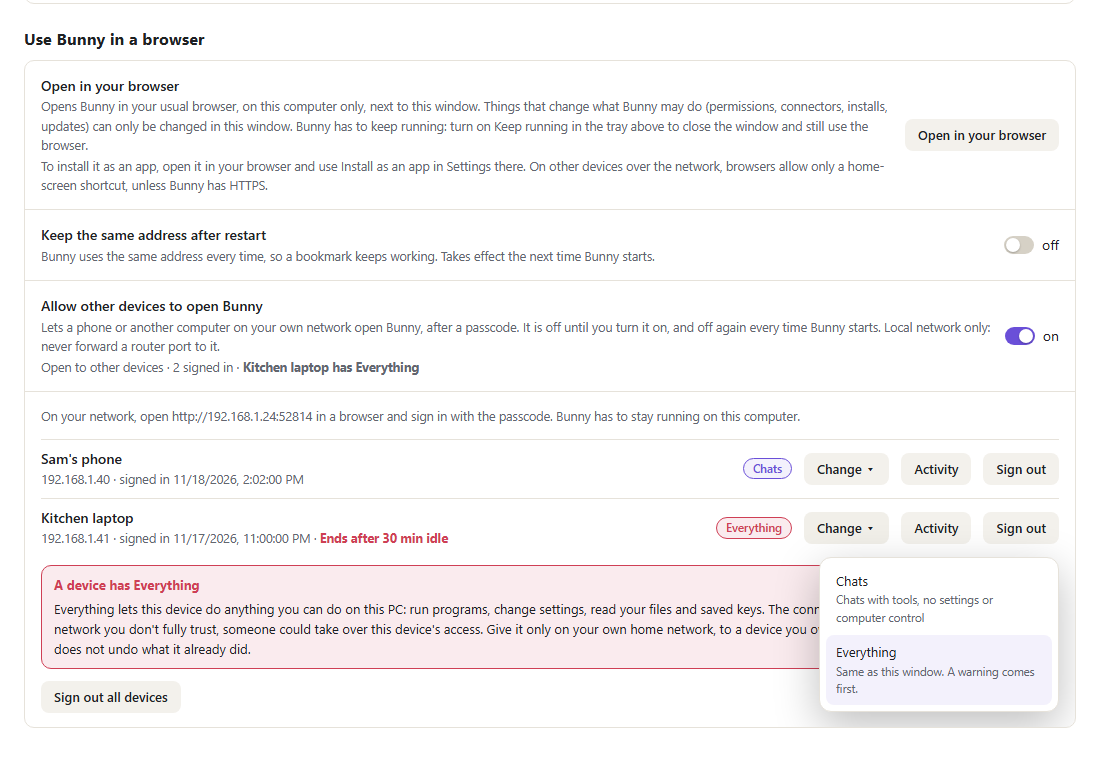 Use Bunny in a browser
Open in your browser
Opens Bunny in your usual browser, on this computer only, next to this window. Things that change what Bunny may do (permissions, connectors, installs,
updates) can only be changed in this window. Bunny has to keep running: turn on Keep running in the tray above to close the window and still use the
browser.
To install it as an app, open it in your browser and use Install as an app in Settings there. On other devices over the network, browsers allow only a home-
screen shortcut, unless Bunny has HTTPS.
Open in your browser
Keep the same address after restart
Bunny uses the same address every time, so a bookmark keeps working. Takes effect the next time Bunny starts.
off
Allow other devices to open Bunny
Lets a phone or another computer on your own network open Bunny, after a passcode. It is off until you turn it on, and off again every time Bunny starts. Local network only:
never forward a router port to it.
Open to other devices · 2 signed in · Kitchen laptop has Everything
on
On your network, open http://192.168.1.24:52814 in a browser and sign in with the passcode. Bunny has to stay running on this computer.
Sam's phone
192.168.1.40 · signed in 11/18/2026, 2:02:00 PM
Chats
Change
Activity
Sign out
Kitchen laptop
192.168.1.41 · signed in 11/17/2026, 11:00:00 PM · Ends after 30 min idle
Everything
Change
Activity
Sign out
A device has Everything
Everything lets this device do anything you can do on this PC: run programs, change settings, read your files and saved keys. The
network you don't fully trust, someone could take over this device's access. Give it only on your own home network, to a device you
does not undo what it already did.
Chats
Chats with tools, no settings or
computer control
Everything
Same as this window. A warning comes
first.
Sign out all devices